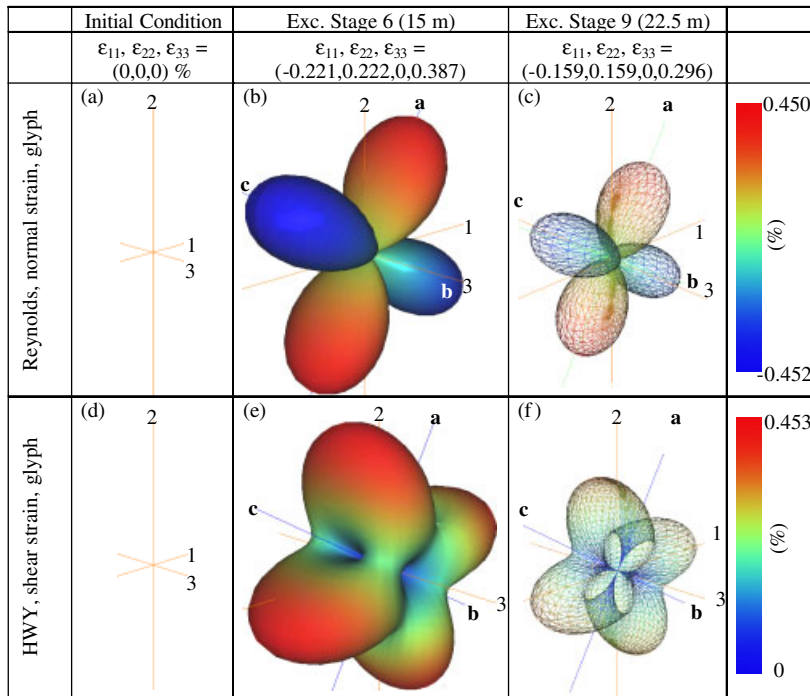 Initial Condition
Exc. Stage 6 (15 m)
Exc. Stage 9 (22.5 m)
ε11, ε22, ε33 =
(0,0,0) %
ε11, ε22, ε33 =
(-0.221,0.222,0,0.387)
ε11, ε22, ε33 =
(-0.159,0.159,0,0.296)
Reynolds, normal strain, glyph
(a)
2
1
3
(b)
2
a
c
1
b
3
(c)
2
a
c
1
b
3
0.450
(%)
-0.452
HWY, shear strain, glyph
(d)
2
1
3
(e)
2
a
c
b
3
(f)
2
a
c
1
3
b
0.453
(%)
0